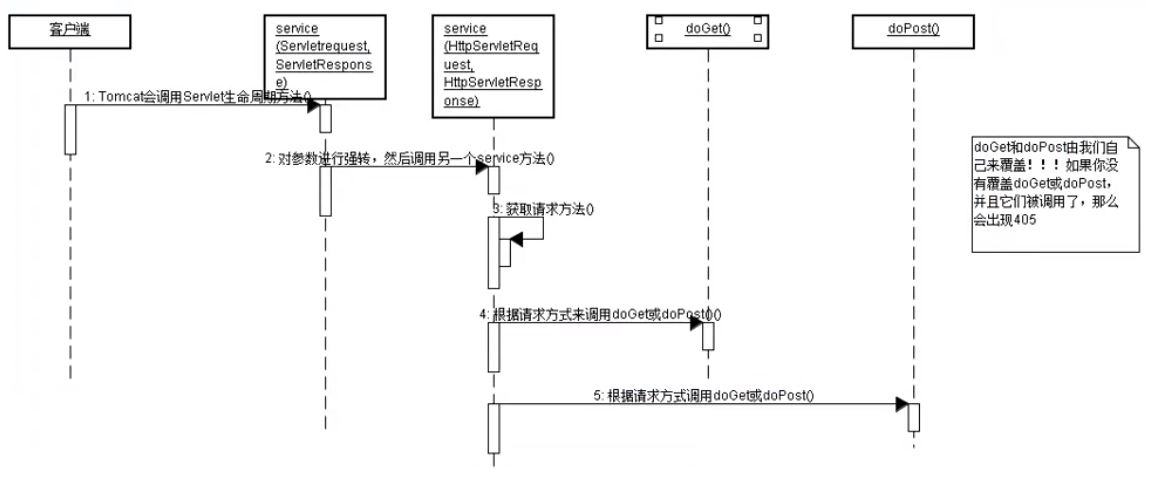 客户端
service
(Servletrequest,
ServletRespons
e)
service
(HttpServletReq
uest,
HttpServletResp
onse)
doGet()
doPost()
1: Tomcat会调用Servlet生命周期方法()
2: 对参数进行强转，然后调用另一个service方法()
3: 获取请求方法()
4: 根据请求方式来调用doGet或doPost()()
5: 根据请求方式调用doGet或doPost()
doGet和doPost由我们自
己来覆盖！！！如果你没
有覆盖doGet或doPost，
并且它们被调用了，那么
会出现405